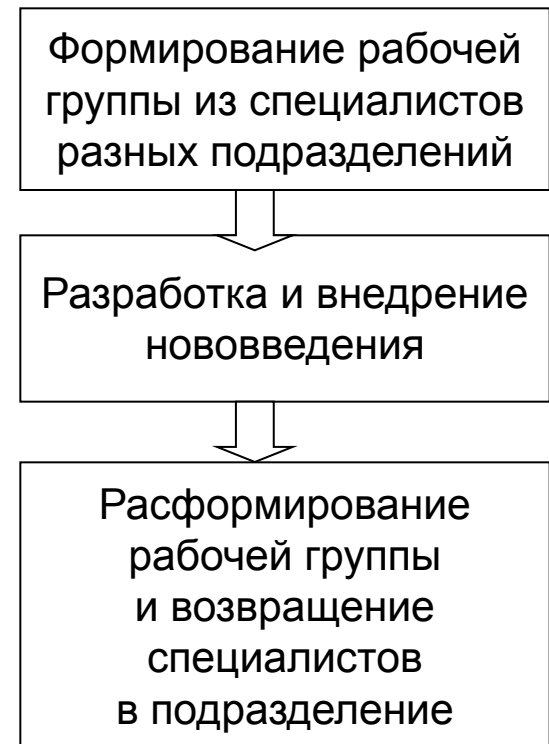 Формирование рабочей
группы из специалистов
разных подразделений
Разработка и внедрение
нововведения
Расформирование
рабочей группы
и возвращение
специалистов
в подразделение